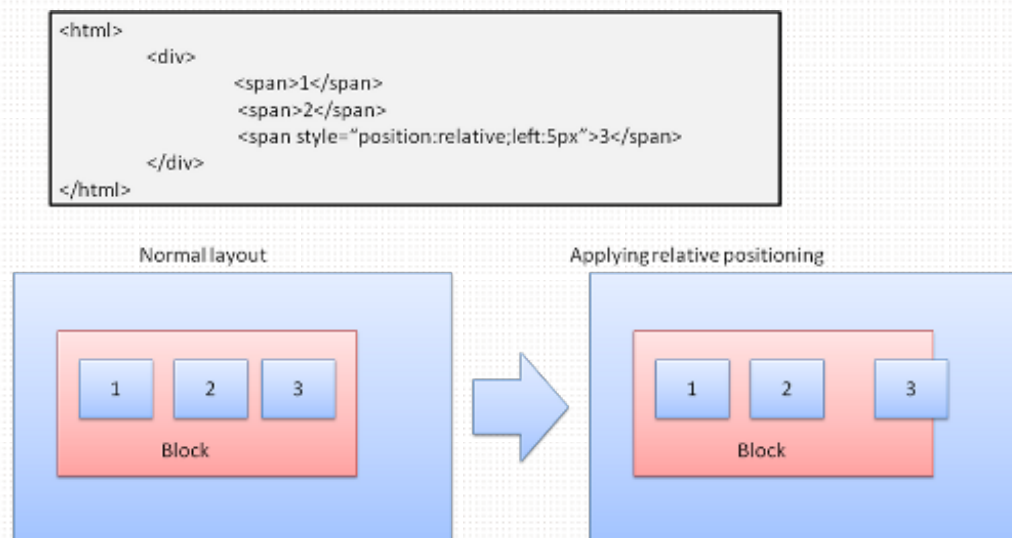 <html>
<div>
<span>1</span>
<span>2</span>
<span style=“position:relative;left:5px”>3</span>
</div>
</html>
Normal layout
Applying relative positioning
1 2 3
Block
1 2 3
Block